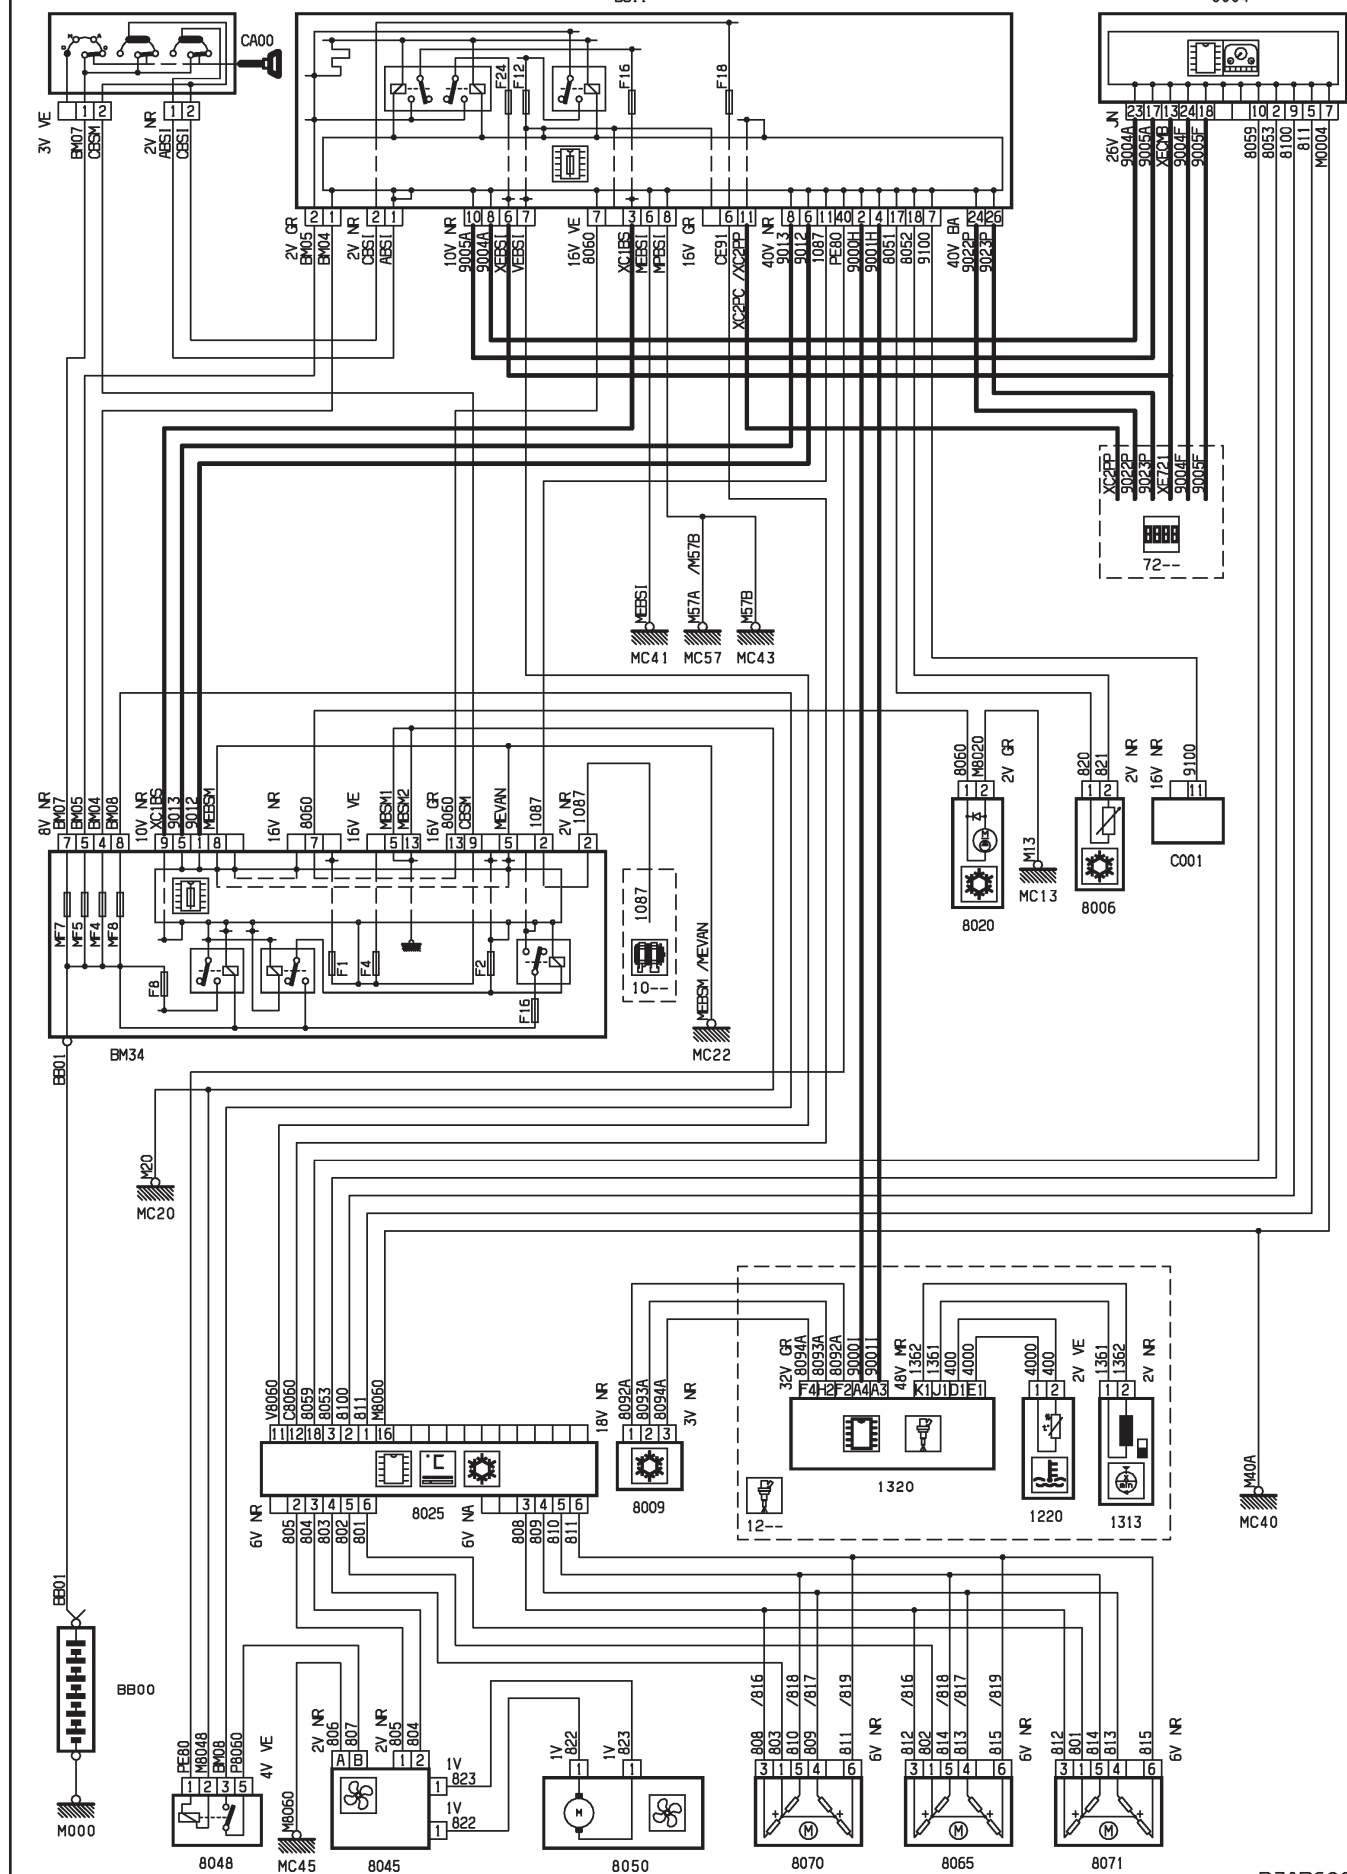 CA00
3V VE
1
2
BM07
CBSM
2V NR
1
2
ABSI
CBSI
F24
F12
F16
F18
26V JN
23
17
13
24
18
10
2
9
5
7
9004A
9005A
XECMB
9004F
9005F
8059
8053
8100
811
M0004
2V GR
2
1
BM05
BM04
2V NR
2
1
CBSI
ABSI
10V NR
10
8
6
7
9005A
9004A
XEBSI
VEBSI
16V VE
7
3
6
8
8060
XC1BS
MEBSI
MPBSI
16V GR
6
11
CE91
XC2PC /XC2PP
40V NR
8
6
11
40
2
4
17
18
7
9013
9012
1087
PE80
9000H
9001H
8051
8052
9100
40V BA
24
26
9022P
9023P
XC2PP
9022P
9023P
XE721
9004F
9005F
72--
MEBSI
M57A /M57B
M57B
MC41
MC57
MC43
8V NR
BM07
BM05
BM04
BM08
7
5
4
8
10V NR
XC1BS
9013
9012
MEBSM
9
5
1
8
16V NR
8060
7
16V VE
MBSM1
MBSM2
5
13
16V GR
8060
CBSM
MEVAN
1087
13
9
5
2
2V NR
1087
2
MF7
MF5
MF4
MF8
F8
F1
F4
F2
F16
BM34
1087
10--
MEBSM /MEVAN
MC22
8060
M8020
2V GR
1
2
8020
M13
MC13
820
821
2V NR
1
2
8006
16V NR
9100
11
C001
BB01
M20
MC20
V8060
C8060
8059
8053
8100
811
M8060
18V NR
11
12
18
3
2
1
16
°C
8025
8092A
8093A
8094A
3V NR
1
2
3
8009
32V GR
8094A
8093A
8092A
9000I
9001I
48V MR
1362
1361
400
4000
F4
H2
F2
A4
A3
K1
J1
D1
E1
1320
12--
4000
400
2V VE
1
2
1220
1361
1362
2V NR
1
2
1313
M40A
MC40
6V NR
2
3
4
5
6
805
804
803
802
801
6V NA
3
4
5
6
808
809
810
811
BB01
BB00
M000
PE80
M8048
BM08
P8060
4V VE
1
2
3
5
8048
M8060
MC45
2V NR
806
807
A
B
2V NR
805
804
1
2
1V
823
1
1V
822
1
8045
1V
822
1
1V
823
1
M
8050
808 /816
803
810 /818
809 /817
811 /819
6V NR
3
1
5
4
6
+
M
8070
812 /816
802
814 /818
813 /817
815 /819
6V NR
3
1
5
4
6
+
M
8065
812
801
814
813
815
6V NR
3
1
5
4
6
+
M
8071